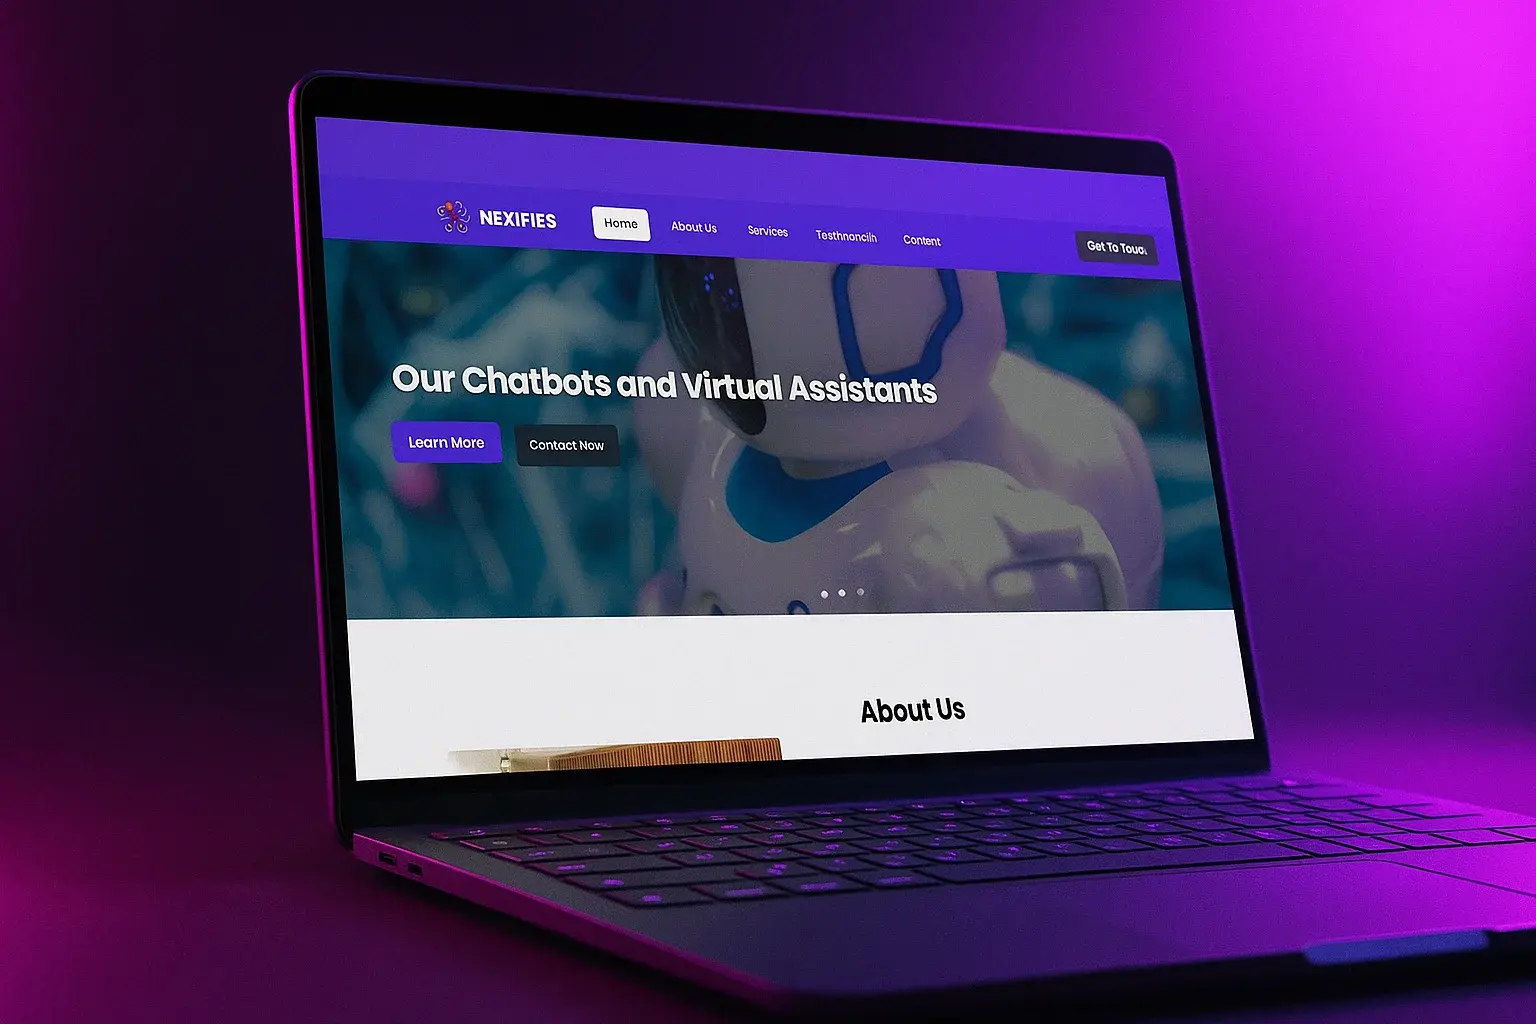 NEXIFIES
Home
About Us
Services
Testhnoncilh
Content
Get To Touc
Our Chatbots and Virtual Assistants
Learn More
Contact Now
About Us